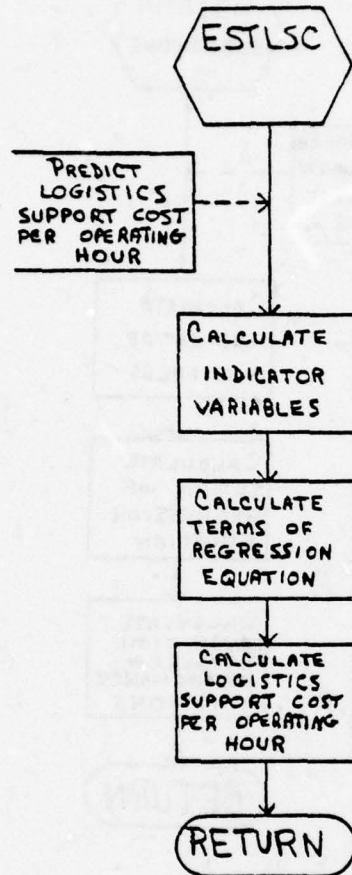 ESTLSC
PREDICT
LOGISTICS
SUPPORT COST
PER OPERATING
HOUR
CALCULATE
INDICATOR
VARIABLES
CALCULATE
TERMS OF
REGRESSION
EQUATION
CALCULATE
LOGISTICS
SUPPORT COST
PER OPERATING
HOUR
RETURN